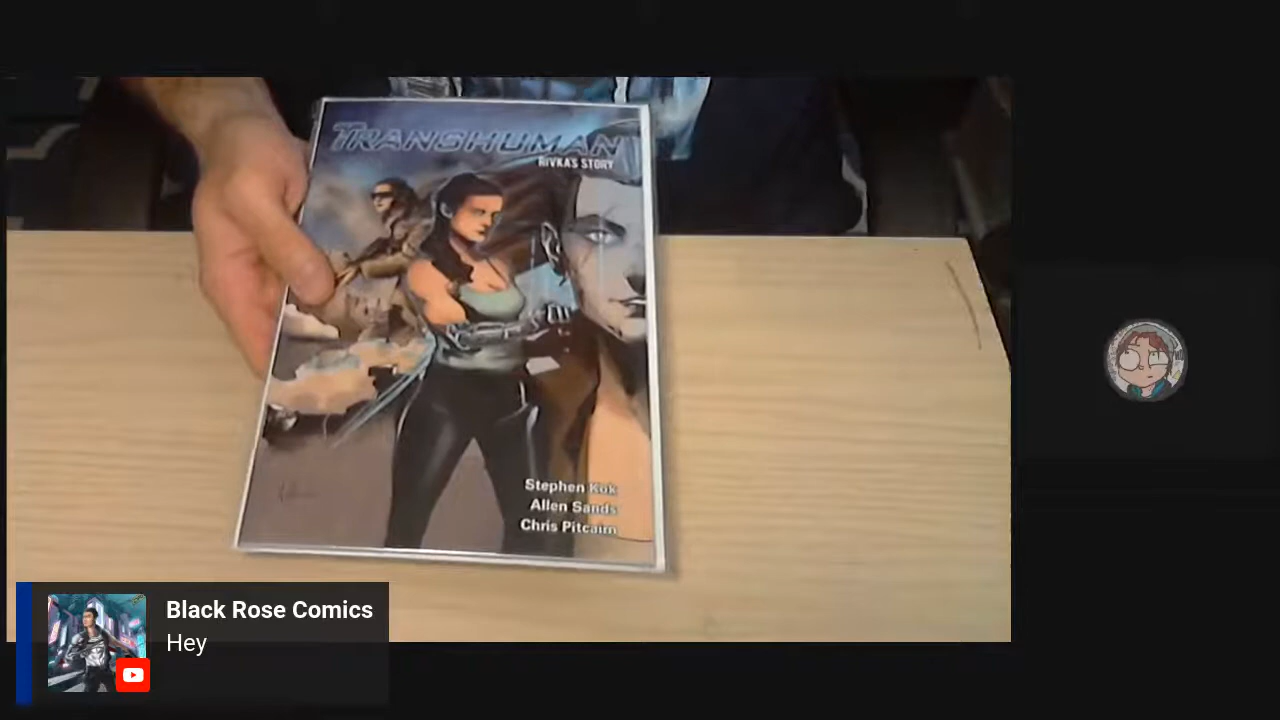 TRANSHUMAN
RIVKA'S STORY
Stephen Kok
Allen Sands
Chris Pitcairn
Black Rose Comics
Hey